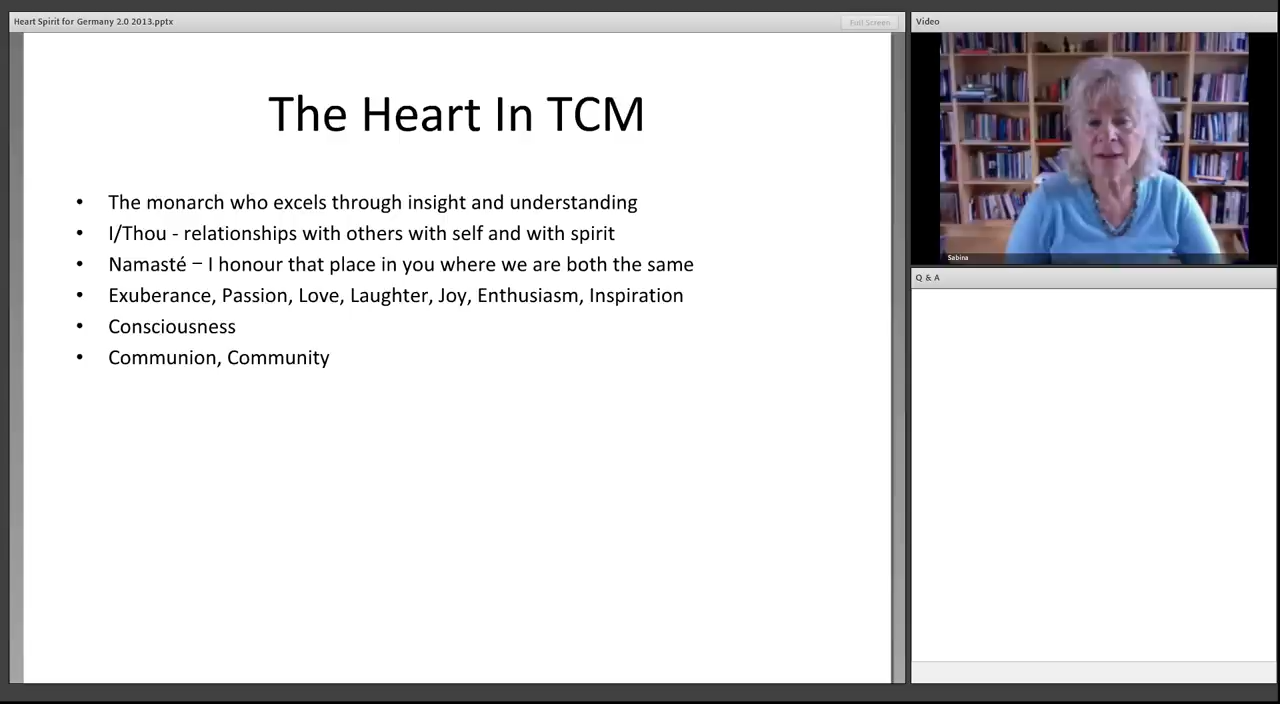 Heart Spirit for Germany 2.0 2013.pptx
Full Screen
The Heart In TCM
• The monarch who excels through insight and understanding
• I/Thou - relationships with others with self and with spirit
• Namasté – I honour that place in you where we are both the same
• Exuberance, Passion, Love, Laughter, Joy, Enthusiasm, Inspiration
• Consciousness
• Communion, Community
Video
Sabina
Q & A